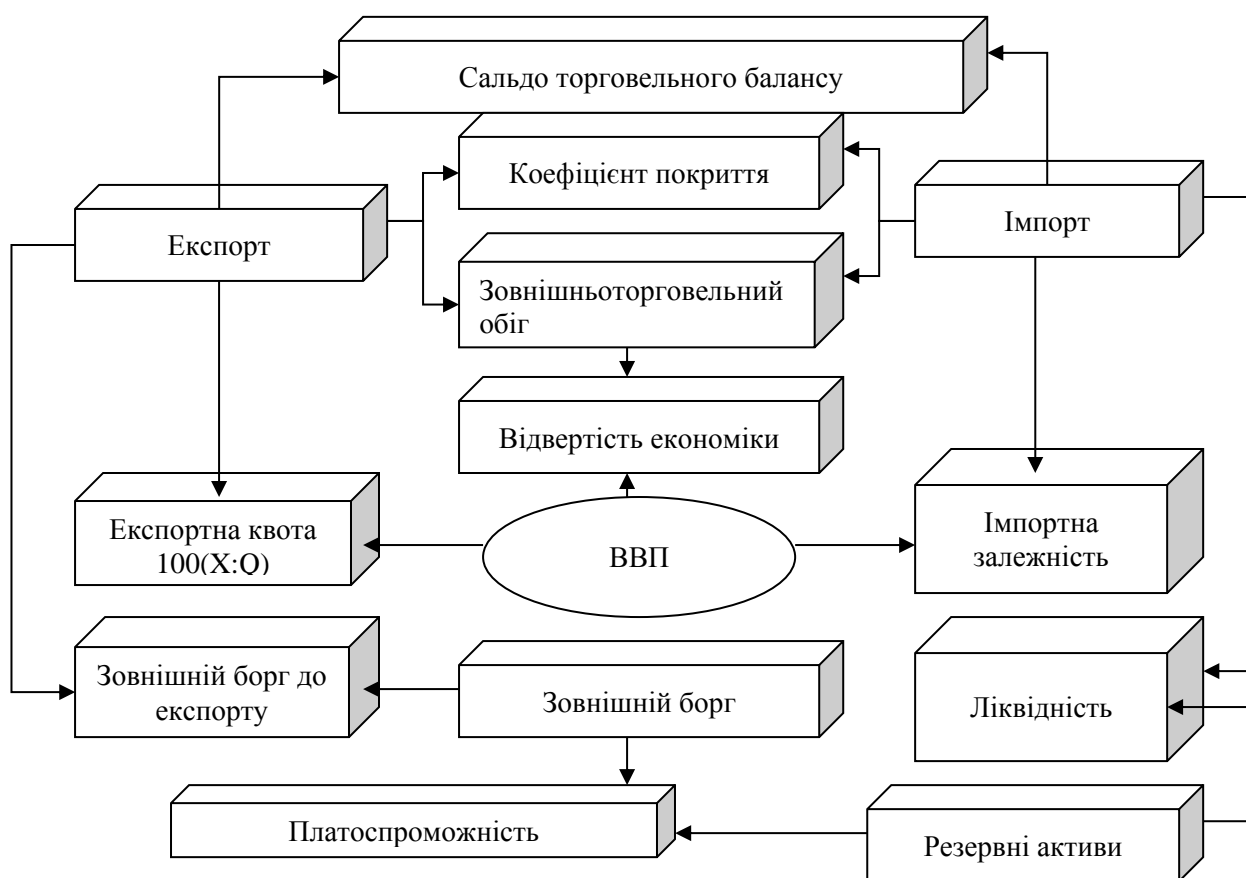 Сальдо торговельного балансу
Коефіцієнт покриття
Експорт
Імпорт
Зовнішньоторговельний
обіг
Відвертість економіки
Експортна квота
100(X:Q)
ВВП
Імпортна
залежність
Зовнішній борг до
експорту
Зовнішній борг
Ліквідність
Платоспроможність
Резервні активи